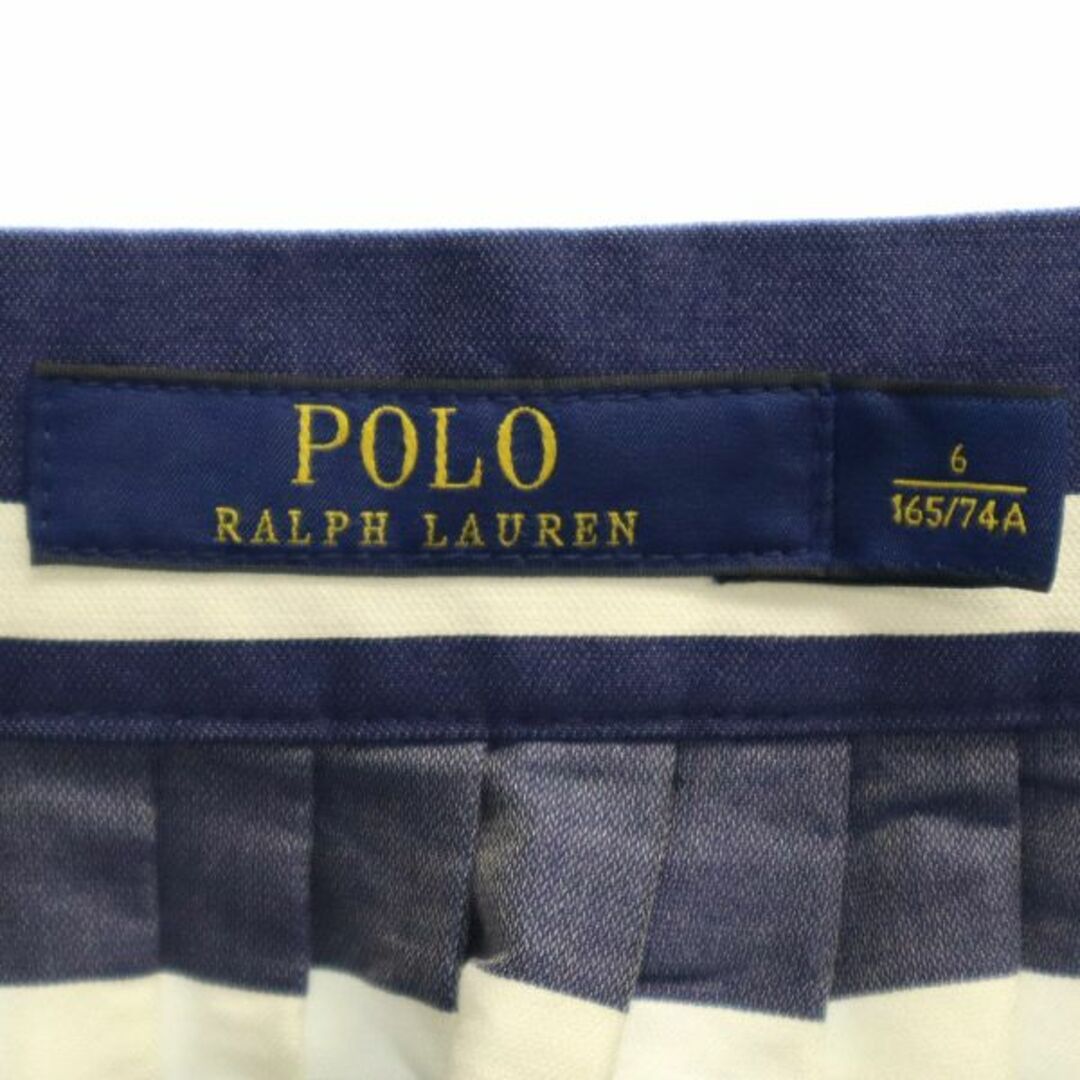 POLO
RALPH LAUREN
6
165/74A